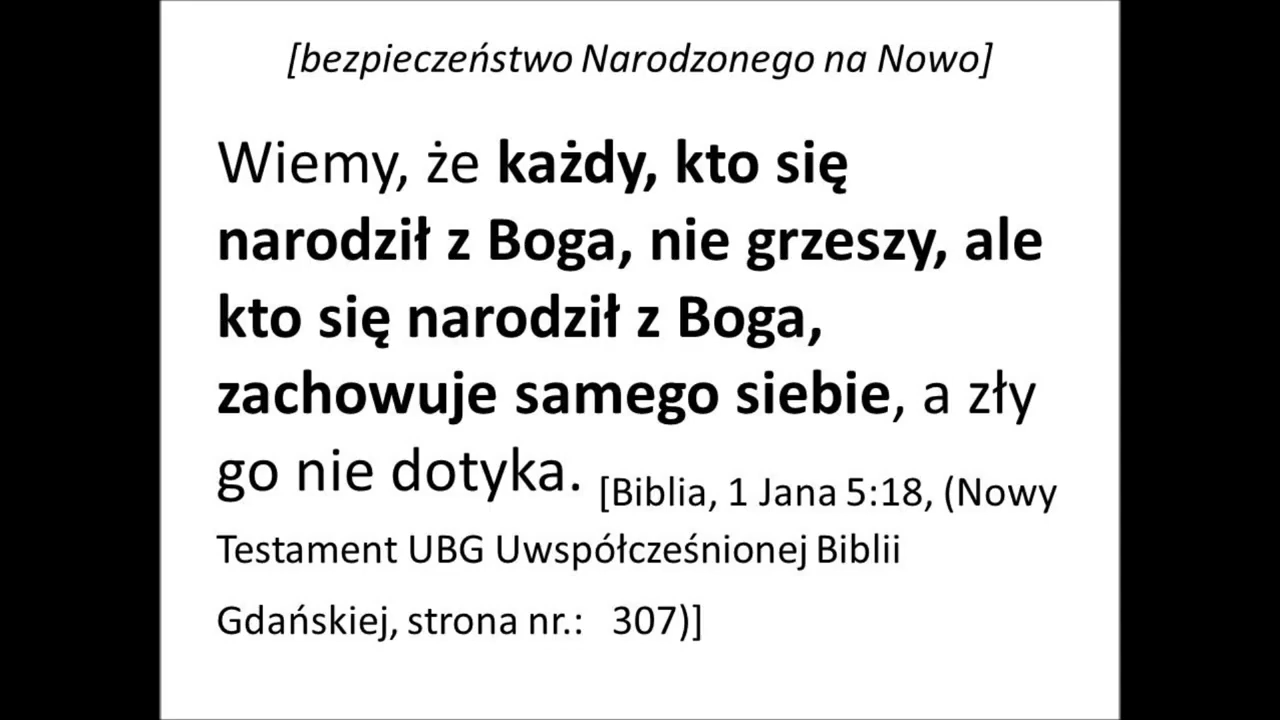 [bezpieczeństwo Narodzonego na Nowo]
Wiemy, że każdy, kto się
narodził z Boga, nie grzeszy, ale
kto się narodził z Boga,
zachowuje samego siebie, a zły
go nie dotyka. [Biblia, 1 Jana 5:18, (Nowy
Testament UBG Uwspółcześnionej Biblii
Gdańskiej, strona nr.: 307)]